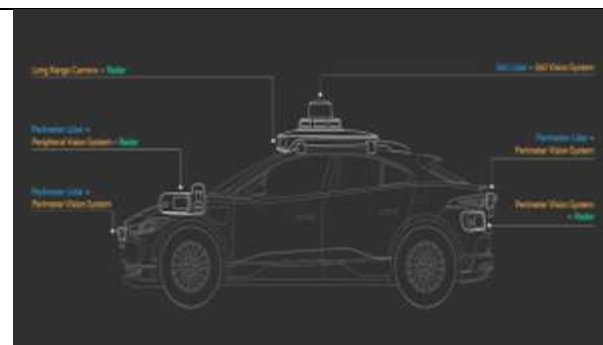 Long Range Camera + Radar
360 Lidar + 360 Vision System
Perimeter Lidar +
Peripheral Vision System + Radar
Perimeter Lidar +
Perimeter Vision System
Perimeter Lidar +
Perimeter Vision System
Perimeter Vision System
+ Radar